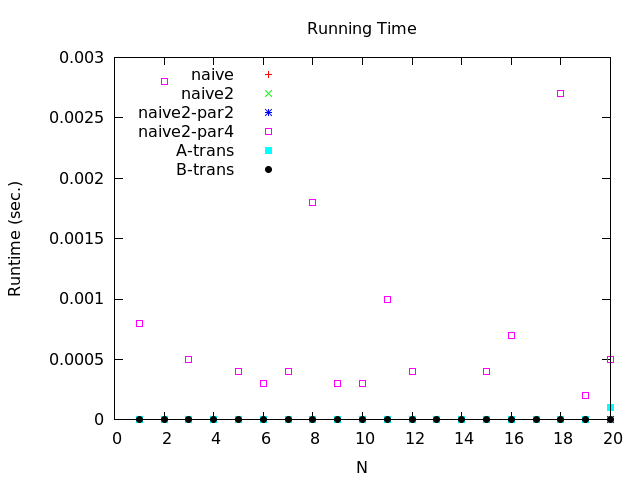 Running Time
0.003
0.0025
0.002
0.0015
0.001
0.0005
0
Runtime (sec.)
naive
naive2
naive2-par2
naive2-par4
A-trans
B-trans
0 2 4 6 8 10 12 14 16 18 20
N